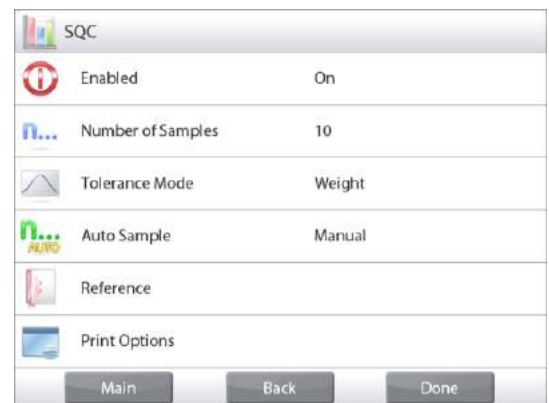 SQC
Enabled On
n... Number of Samples 10
Tolerance Mode Weight
n... AUTO Auto Sample Manual
Reference
Print Options
Main Back Done